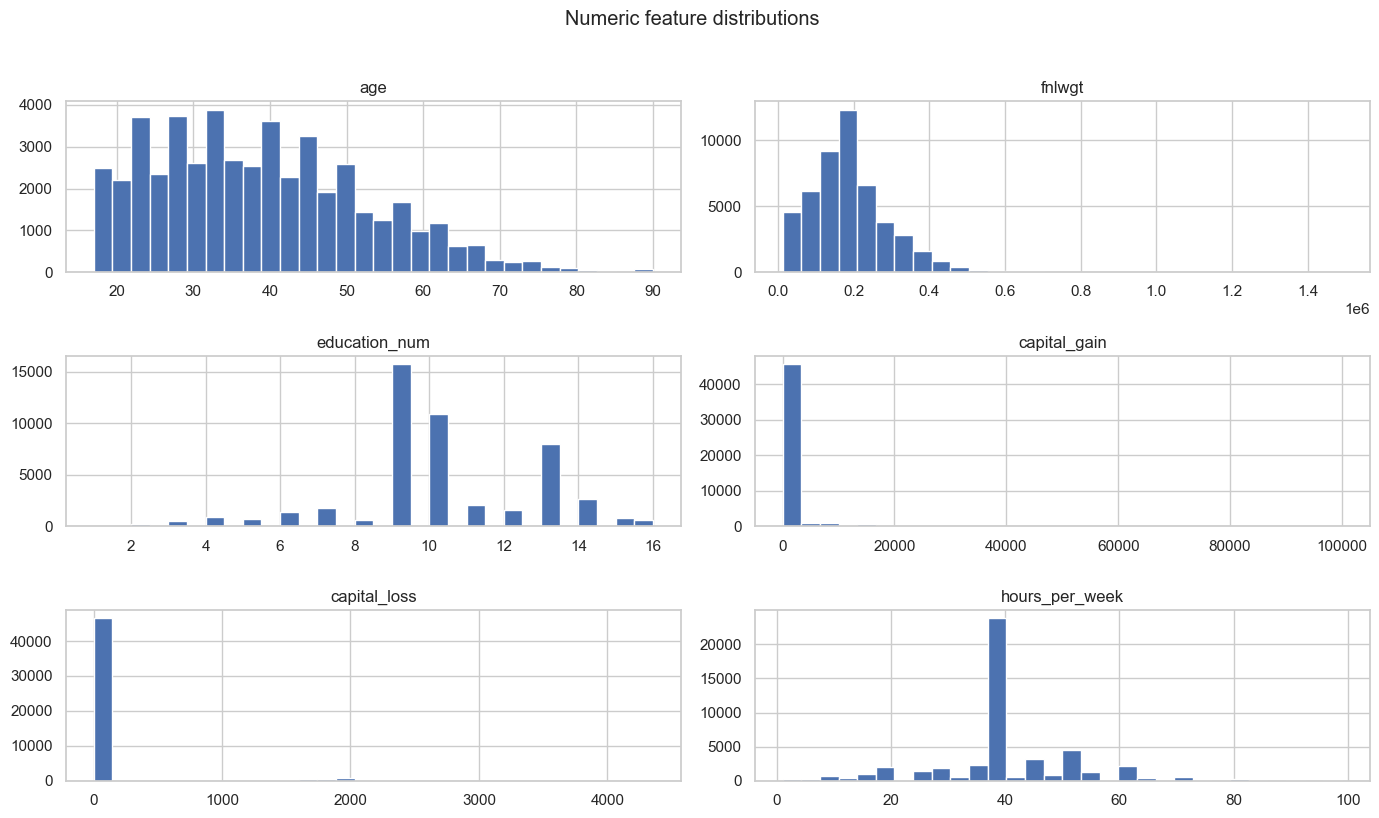 Numeric feature distributions
age
4000
3000
2000
1000
0
20 30 40 50 60 70 80 90
fnlwgt
10000
5000
0
0.0 0.2 0.4 0.6 0.8 1.0 1.2 1.4
1e6
education_num
15000
10000
5000
0
2 4 6 8 10 12 14 16
capital_gain
40000
30000
20000
10000
0
0 20000 40000 60000 80000 100000
capital_loss
40000
30000
20000
10000
0
0 1000 2000 3000 4000
hours_per_week
20000
15000
10000
5000
0
0 20 40 60 80 100